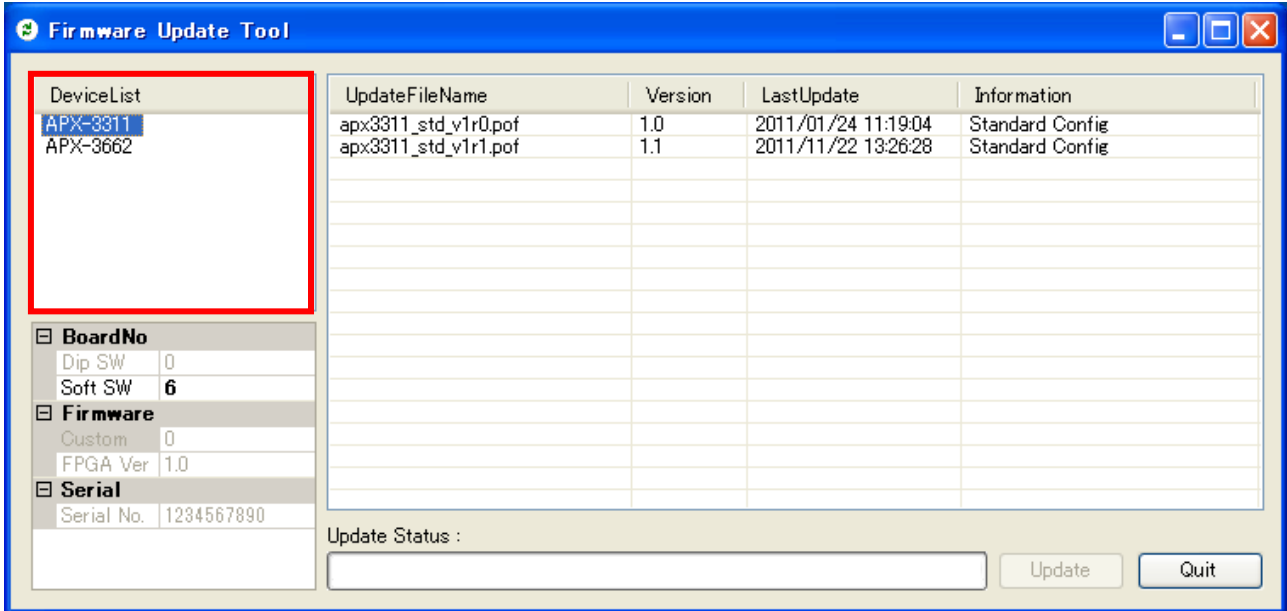 Firmware Update Tool
DeviceList
APX-3311
APX-3662
UpdateFileName Version LastUpdate Information
apx3311_std_v1r0.pof 1.0 2011/01/24 11:19:04 Standard Config
apx3311_std_v1r1.pof 1.1 2011/11/22 13:26:28 Standard Config
BoardNo
Dip SW 0
Soft SW 6
Firmware
Custom 0
FPGA Ver 1.0
Serial
Serial No. 1234567890
Update Status :
Update Quit